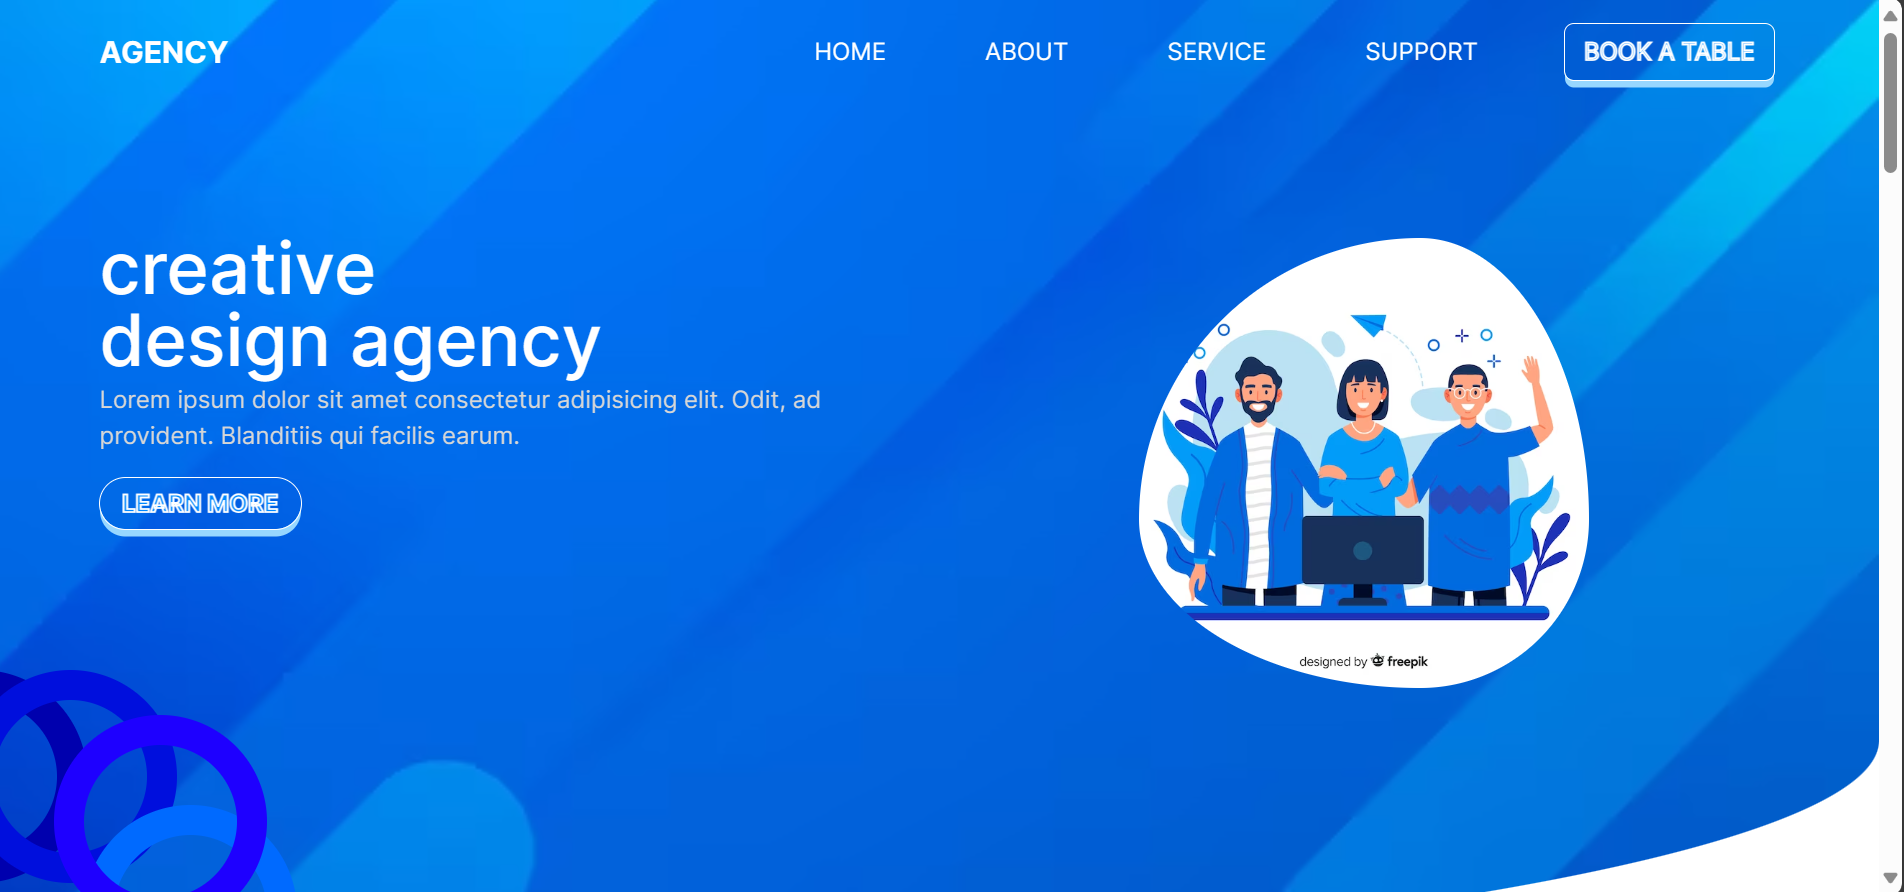 AGENCY
HOME
ABOUT
SERVICE
SUPPORT
BOOK A TABLE
creative
design agency
Lorem ipsum dolor sit amet consectetur adipisicing elit. Odit, ad
provident. Blanditiis qui facilis earum.
LEARN MORE
designed by freepik